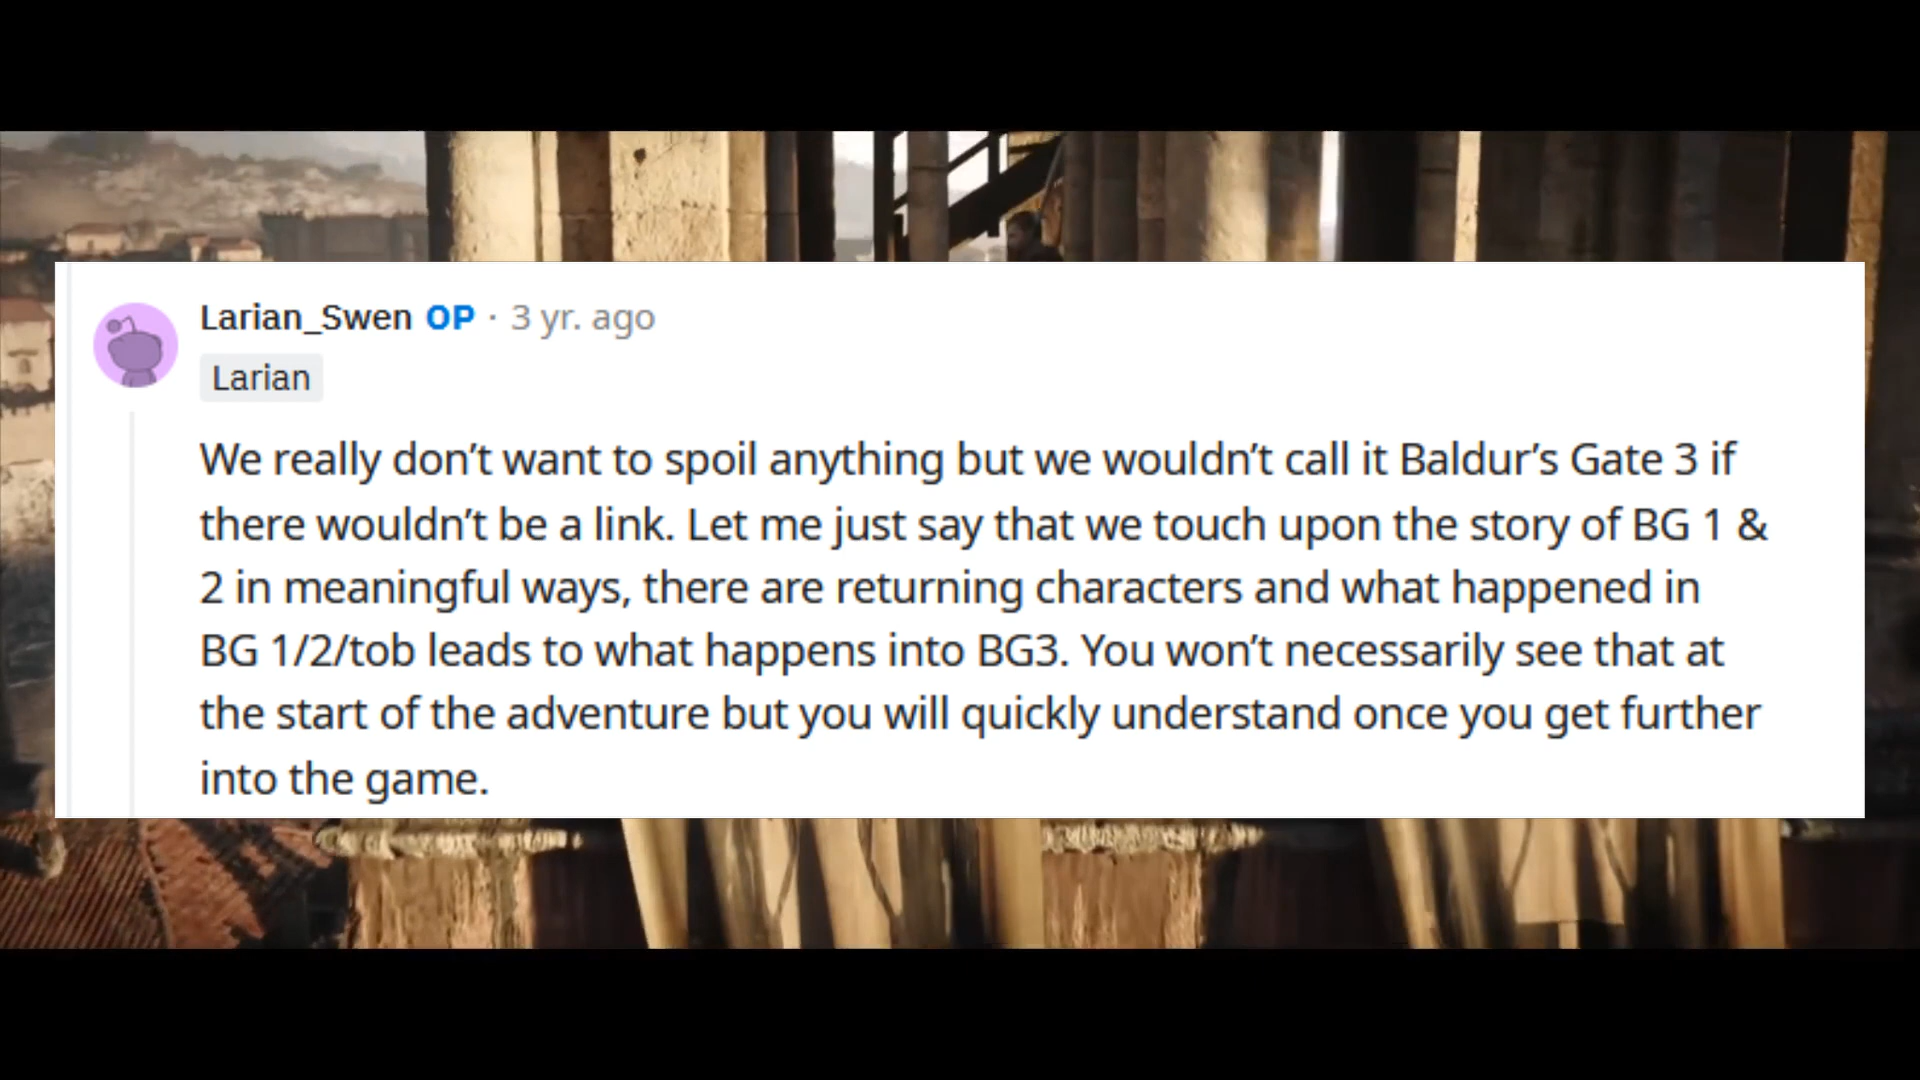 Larian_Swen OP · 3 yr. ago
Larian
We really don’t want to spoil anything but we wouldn’t call it Baldur’s Gate 3 if
there wouldn’t be a link. Let me just say that we touch upon the story of BG 1 &
2 in meaningful ways, there are returning characters and what happened in
BG 1/2/tob leads to what happens into BG3. You won’t necessarily see that at
the start of the adventure but you will quickly understand once you get further
into the game.